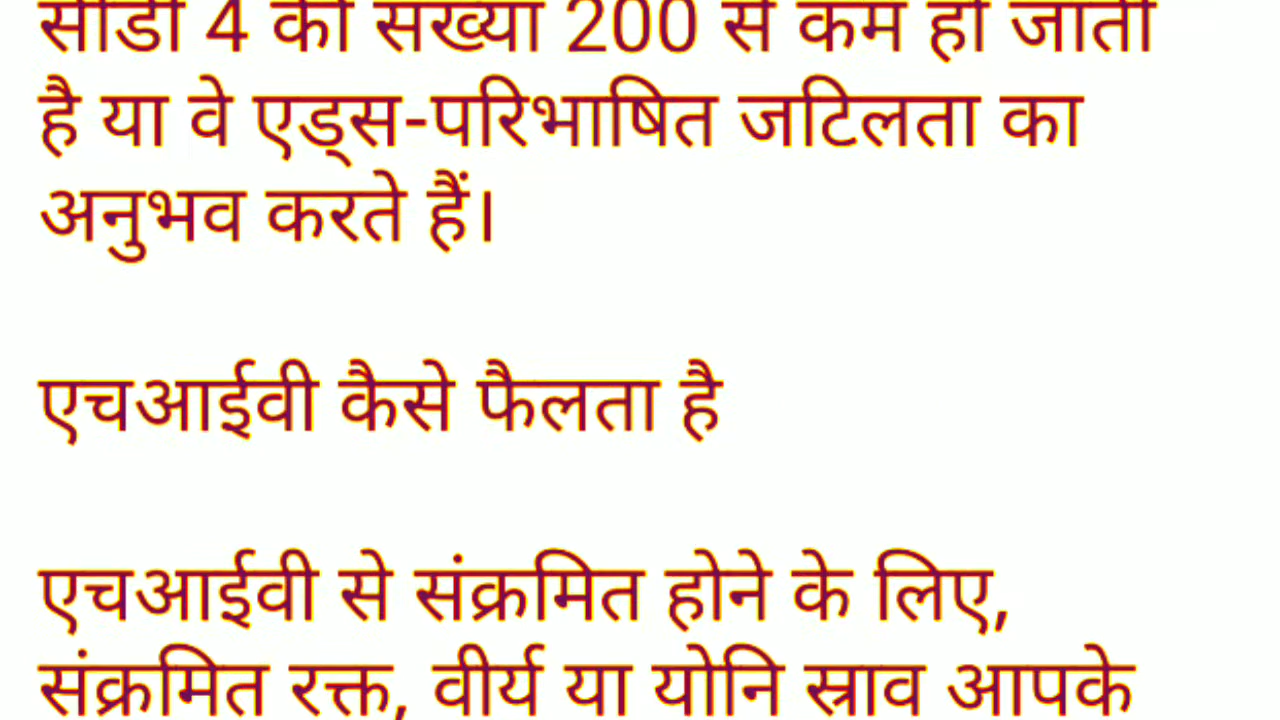 सीडी 4 की संख्या 200 से कम हो जाती
है या वे एड्स-परिभाषित जटिलता का
अनुभव करते हैं।
एचआईवी कैसे फैलता है
एचआईवी से संक्रमित होने के लिए,
संक्रमित रक्त, वीर्य या योनि स्राव आपके